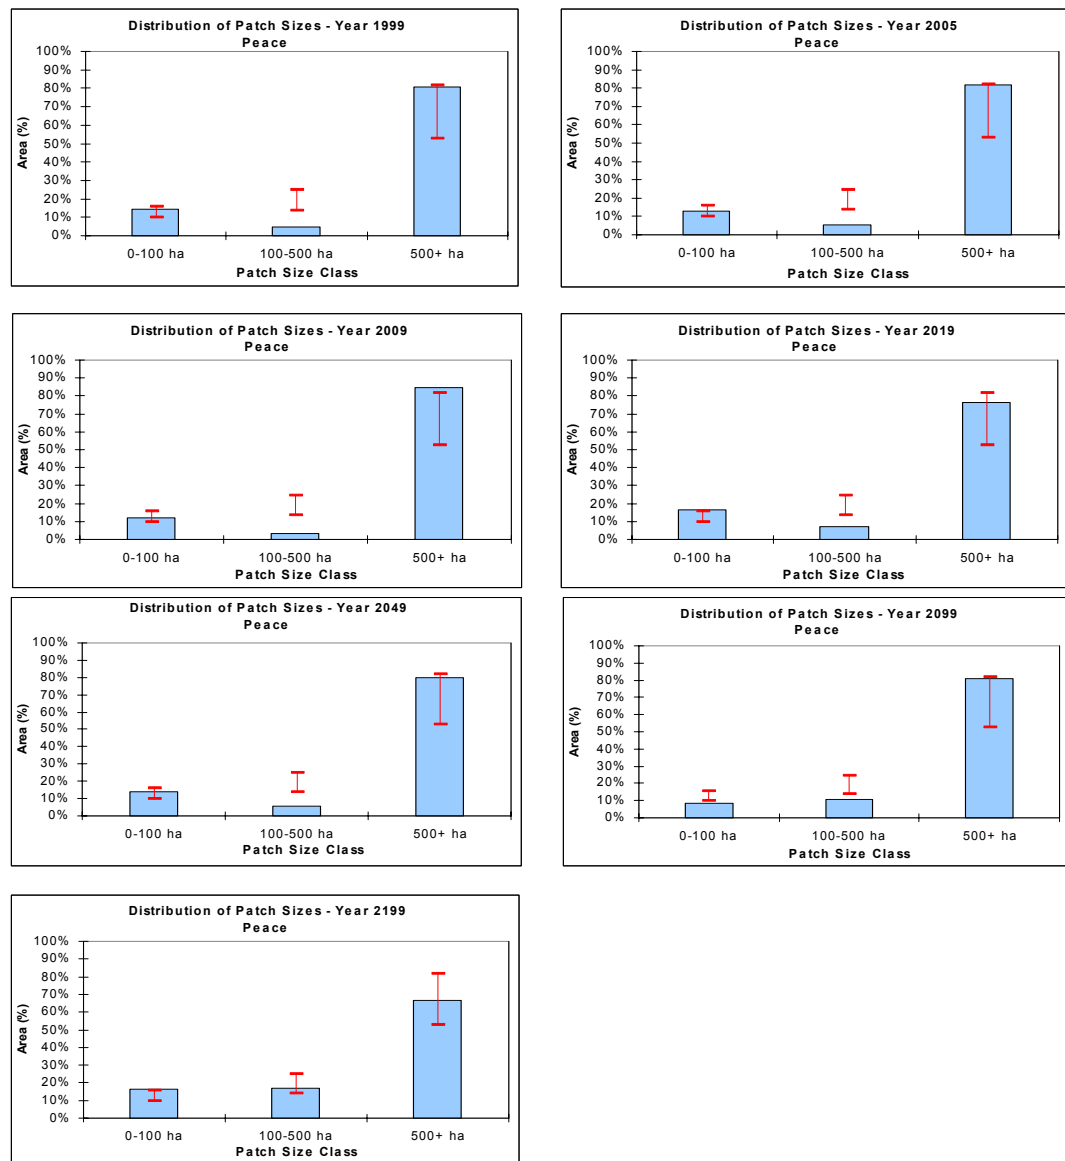 Distribution of Patch Sizes - Year 1999
Peace
100%
90%
80%
70%
60%
50%
40%
30%
20%
10%
0%
Area (%)
0-100 ha
100-500 ha
500+ ha
Patch Size Class
Distribution of Patch Sizes - Year 2005
Peace
100%
90%
80%
70%
60%
50%
40%
30%
20%
10%
0%
Area (%)
0-100 ha
100-500 ha
500+ ha
Patch Size Class
Distribution of Patch Sizes - Year 2009
Peace
100%
90%
80%
70%
60%
50%
40%
30%
20%
10%
0%
Area (%)
0-100 ha
100-500 ha
500+ ha
Patch Size Class
Distribution of Patch Sizes - Year 2019
Peace
100%
90%
80%
70%
60%
50%
40%
30%
20%
10%
0%
Area (%)
0-100 ha
100-500 ha
500+ ha
Patch Size Class
Distribution of Patch Sizes - Year 2049
Peace
100%
90%
80%
70%
60%
50%
40%
30%
20%
10%
0%
Area (%)
0-100 ha
100-500 ha
500+ ha
Patch Size Class
Distribution of Patch Sizes - Year 2099
Peace
100%
90%
80%
70%
60%
50%
40%
30%
20%
10%
0%
Area (%)
0-100 ha
100-500 ha
500+ ha
Patch Size Class
Distribution of Patch Sizes - Year 2199
Peace
100%
90%
80%
70%
60%
50%
40%
30%
20%
10%
0%
Area (%)
0-100 ha
100-500 ha
500+ ha
Patch Size Class